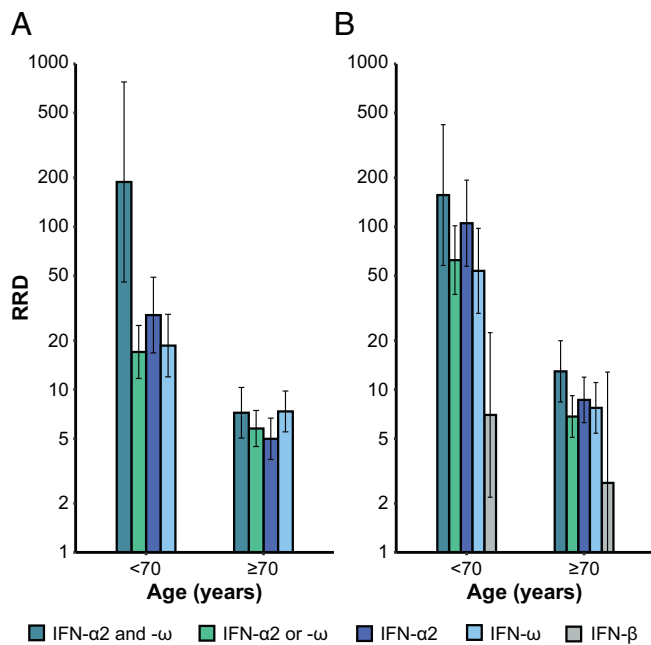 A
B
RRD
1000
500
200
100
50
20
10
5
2
1
<70
≥70
Age (years)
1000
500
200
100
50
20
10
5
2
1
<70
≥70
Age (years)
IFN-α2 and -ω
IFN-α2 or -ω
IFN-α2
IFN-ω
IFN-β